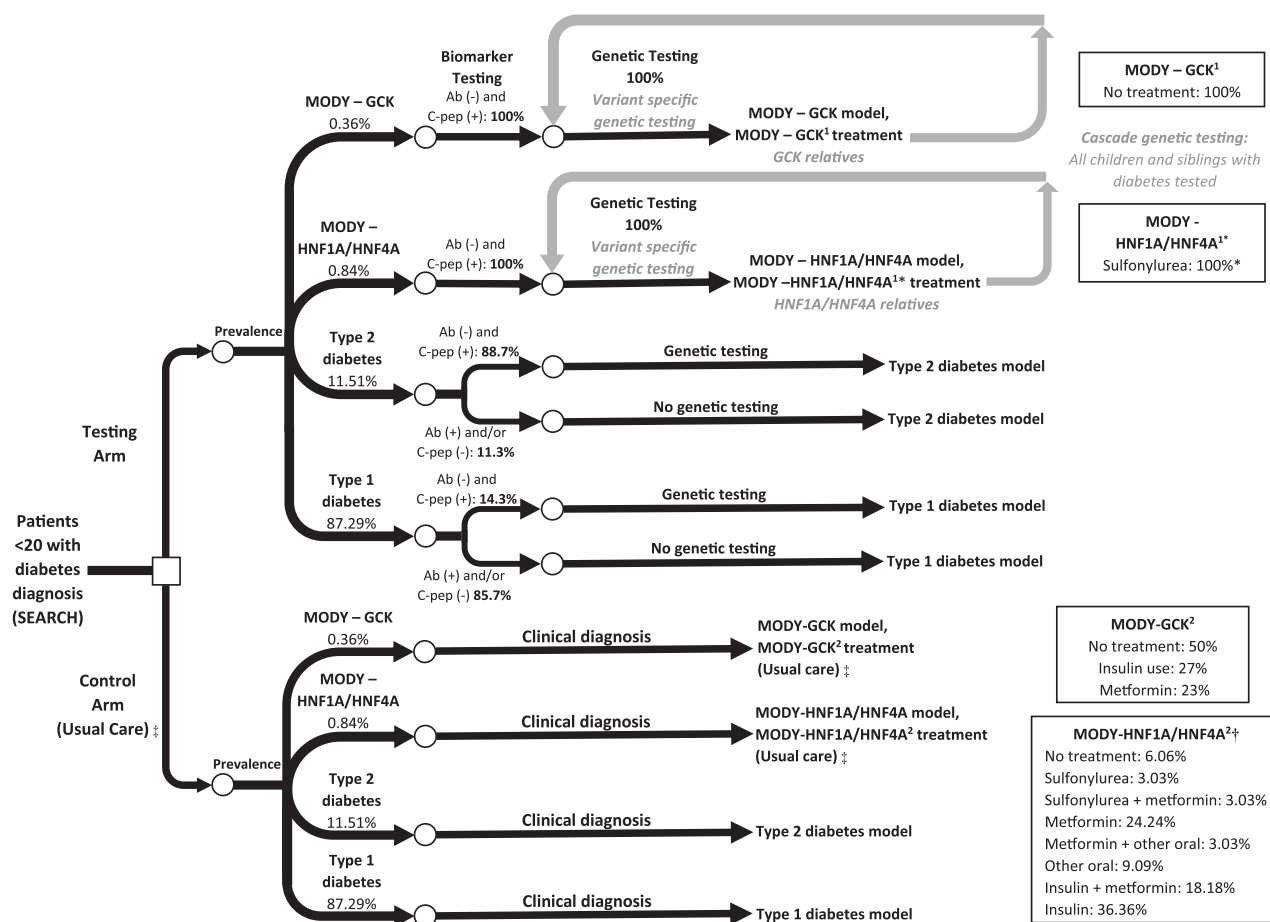 Patients
<20 with
diabetes
diagnosis
(SEARCH)
Testing
Arm
Control
Arm
(Usual Care) ‡
Prevalence
MODY – GCK
0.36%
Biomarker
Testing
Ab (-) and
C-pep (+): 100%
Genetic Testing
100%
Variant specific
genetic testing
MODY – GCK model,
MODY – GCK¹ treatment
GCK relatives
MODY –
HNF1A/HNF4A
0.84%
Ab (-) and
C-pep (+): 100%
Genetic Testing
100%
Variant specific
genetic testing
MODY – HNF1A/HNF4A model,
MODY –HNF1A/HNF4A¹* treatment
HNF1A/HNF4A relatives
Type 2
diabetes
11.51%
Ab (-) and
C-pep (+): 88.7%
Genetic testing
Type 2 diabetes model
Ab (+) and/or
C-pep (-): 11.3%
No genetic testing
Type 2 diabetes model
Type 1
diabetes
87.29%
Ab (-) and
C-pep (+): 14.3%
Genetic testing
Type 1 diabetes model
Ab (+) and/or
C-pep (-) 85.7%
No genetic testing
Type 1 diabetes model
MODY – GCK¹
No treatment: 100%
Cascade genetic testing:
All children and siblings with
diabetes tested
MODY -
HNF1A/HNF4A¹*
Sulfonylurea: 100%*
Prevalence
MODY – GCK
0.36%
Clinical diagnosis
MODY-GCK model,
MODY-GCK² treatment
(Usual care) ‡
MODY –
HNF1A/HNF4A
0.84%
Clinical diagnosis
MODY-HNF1A/HNF4A model,
MODY-HNF1A/HNF4A² treatment
(Usual care) ‡
Type 2
diabetes
11.51%
Clinical diagnosis
Type 2 diabetes model
Type 1
diabetes
87.29%
Clinical diagnosis
Type 1 diabetes model
MODY-GCK²
No treatment: 50%
Insulin use: 27%
Metformin: 23%
MODY-HNF1A/HNF4A²†
No treatment: 6.06%
Sulfonylurea: 3.03%
Sulfonylurea + metformin: 3.03%
Metformin: 24.24%
Metformin + other oral: 3.03%
Other oral: 9.09%
Insulin + metformin: 18.18%
Insulin: 36.36%